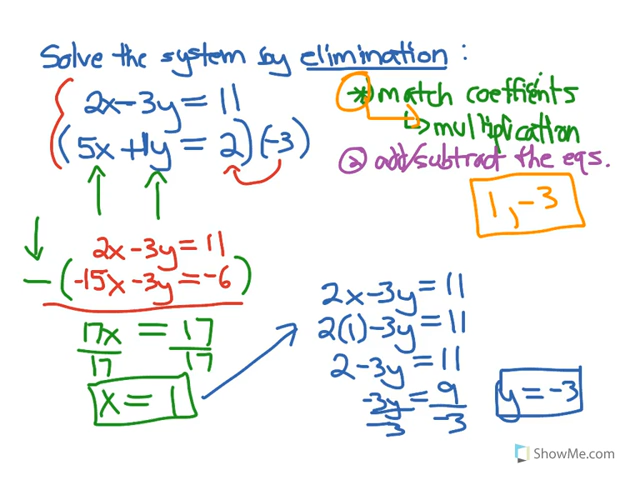 Solve the system by elimination :
2x-3y = 11
(5x+1y = 2)(-3)
* match coeffients
↳ multiplication
② add/subtract the eqs.
1, -3
2x-3y = 11
- (-15x-3y = -6)
17x = 17
17 17
x = 1
2x-3y = 11
2(1)-3y = 11
2-3y = 11
-3y = 9
-3 -3
y = -3
ShowMe.com